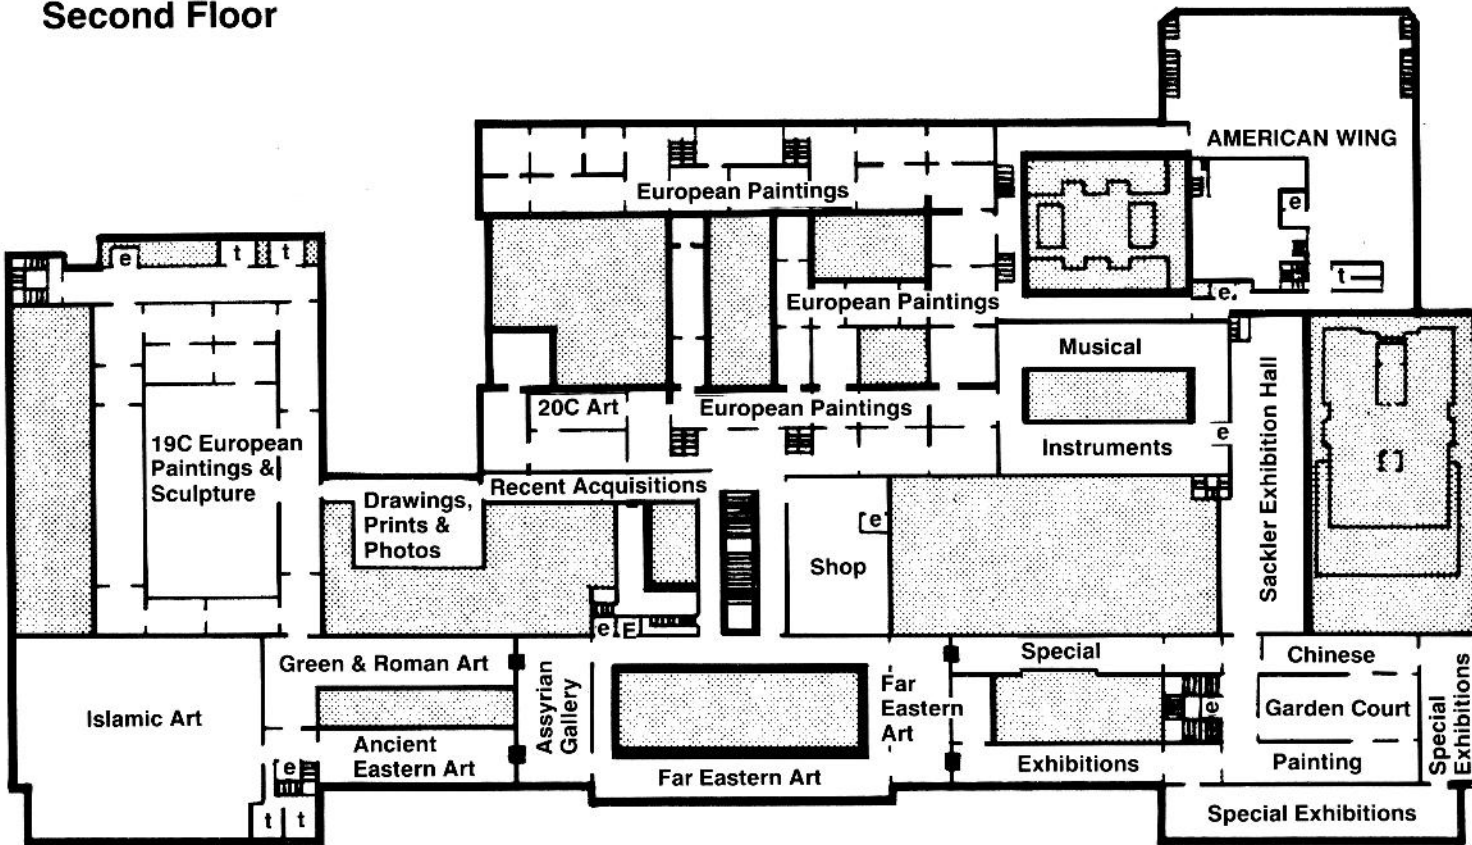 Second Floor
AMERICAN WING
European Paintings
e
e
t
t
e
t
European Paintings
Musical
20C Art
European Paintings
19C European
Paintings &
Sculpture
e
Instruments
Sackler Exhibition Hall
Recent Acquisitions
Drawings,
Prints &
Photos
e
Shop
e
E
Green & Roman Art
Special
Chinese
Islamic Art
Assyrian
Gallery
Far
Eastern
Art
e
Garden Court
Special
Exhibitions
Ancient
Eastern Art
e
Far Eastern Art
Exhibitions
Painting
t
t
Special Exhibitions